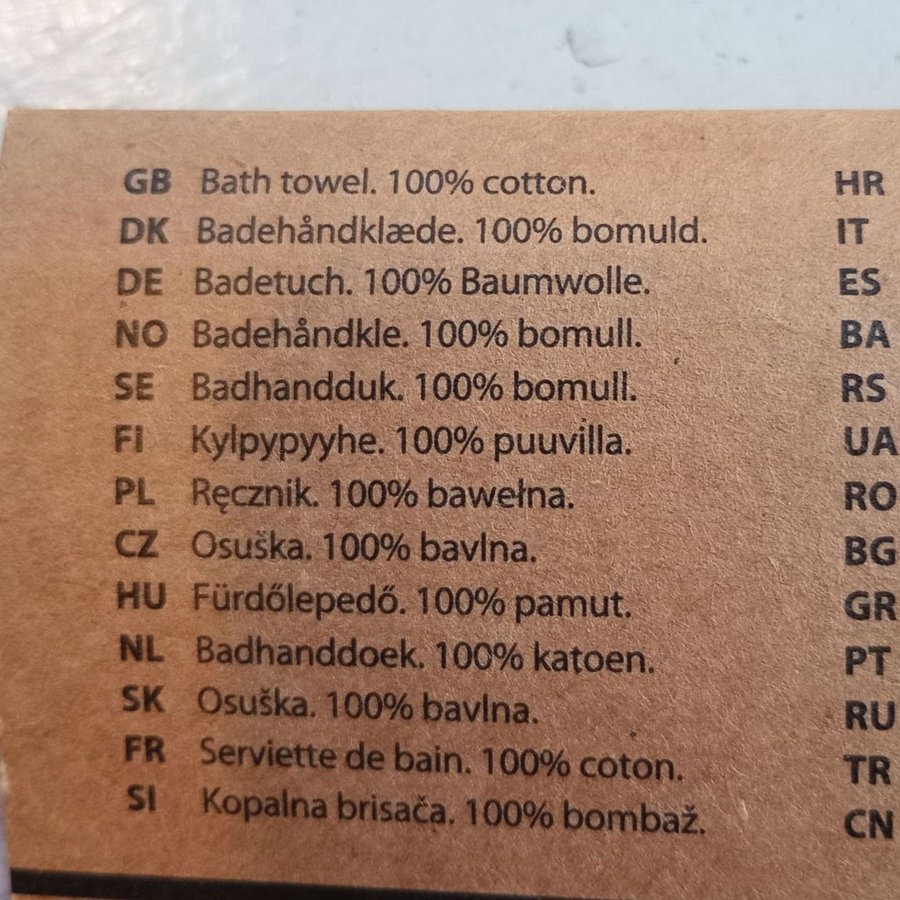 GB Bath towel. 100% cotton.
DK Badehåndklæde. 100% bomuld.
DE Badetuch. 100% Baumwolle.
NO Badehåndkle. 100% bomull.
SE Badhandduk. 100% bomull.
FI Kylpypyyhe. 100% puuvilla.
PL Ręcznik. 100% bawełna.
CZ Osuška. 100% bavlna.
HU Fürdőlepedő. 100% pamut.
NL Badhanddoek. 100% katoen.
SK Osuška. 100% bavlna.
FR Serviette de bain. 100% coton.
SI Kopalna brisača. 100% bombaž.
HR
IT
ES
BA
RS
UA
RO
BG
GR
PT
RU
TR
CN